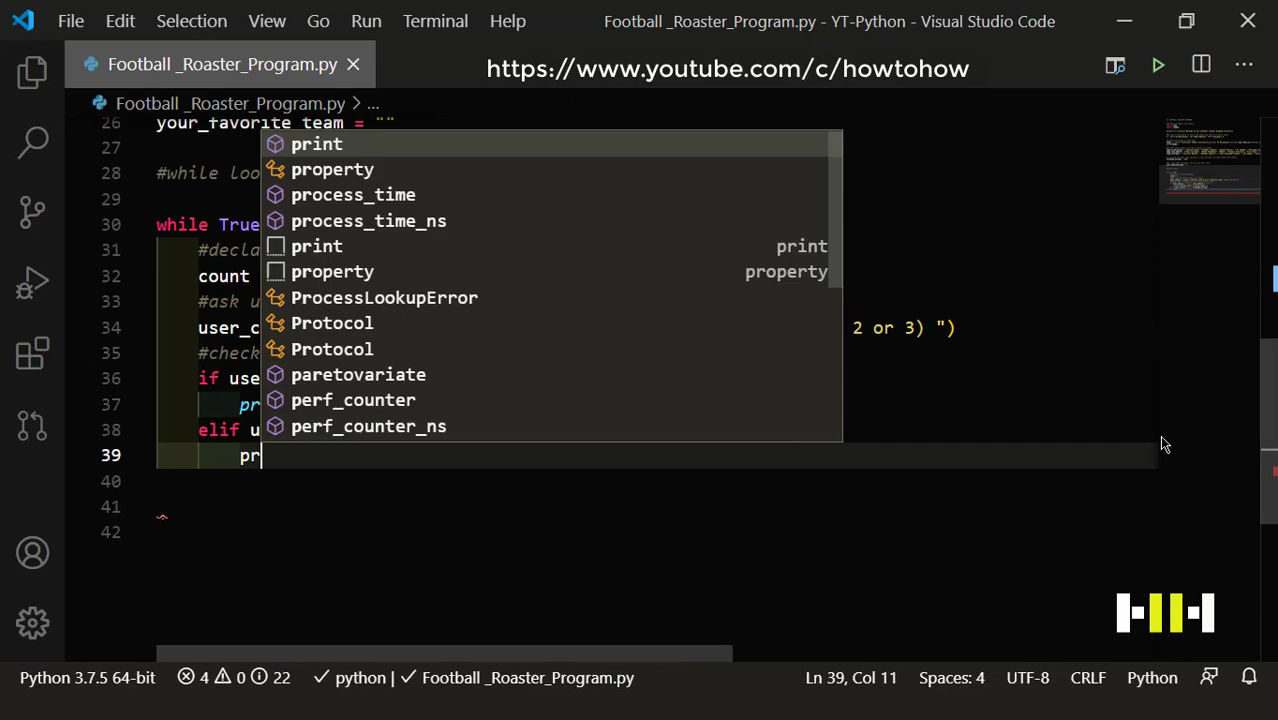 File Edit Selection View Go Run Terminal Help Football _Roaster_Program.py - YT-Python - Visual Studio Code
Football _Roaster_Program.py
https://www.youtube.com/c/howtohow
Football _Roaster_Program.py > ...
26 your_favorite_team = ""
27 print
28 #while loo property
29 process_time
30 while True process_time_ns
31 #decla print print
32 count property property
33 #ask u ProcessLookupError
34 user_c Protocol 2 or 3) ")
35 #check Protocol
36 if use paretovariate
37 pr perf_counter
38 elif u perf_counter_ns
39 pr
40
41
42
Python 3.7.5 64-bit 4 0 22 python | Football _Roaster_Program.py Ln 39, Col 11 Spaces: 4 UTF-8 CRLF Python